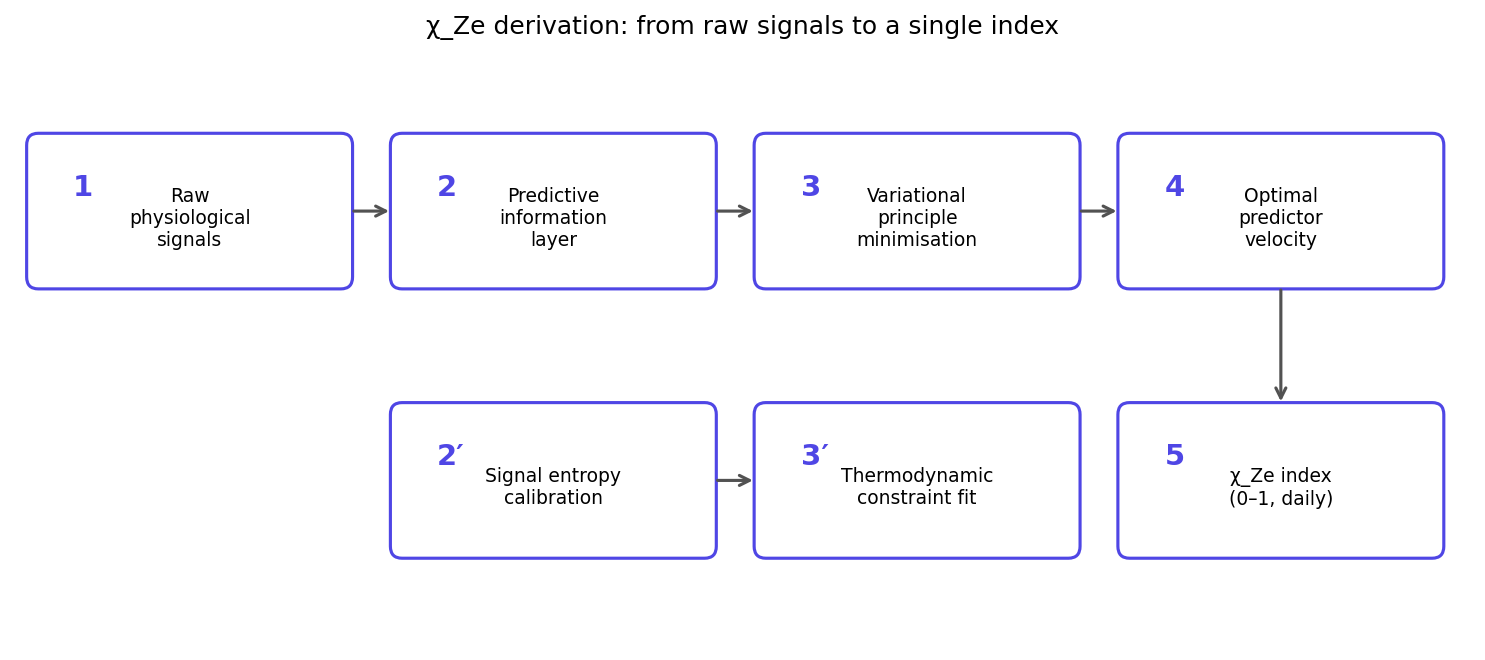 χ_Ze derivation: from raw signals to a single index
1
Raw
physiological
signals
2
Predictive
information
layer
3
Variational
principle
minimisation
4
Optimal
predictor
velocity
2′
Signal entropy
calibration
3′
Thermodynamic
constraint fit
5
χ_Ze index
(0–1, daily)